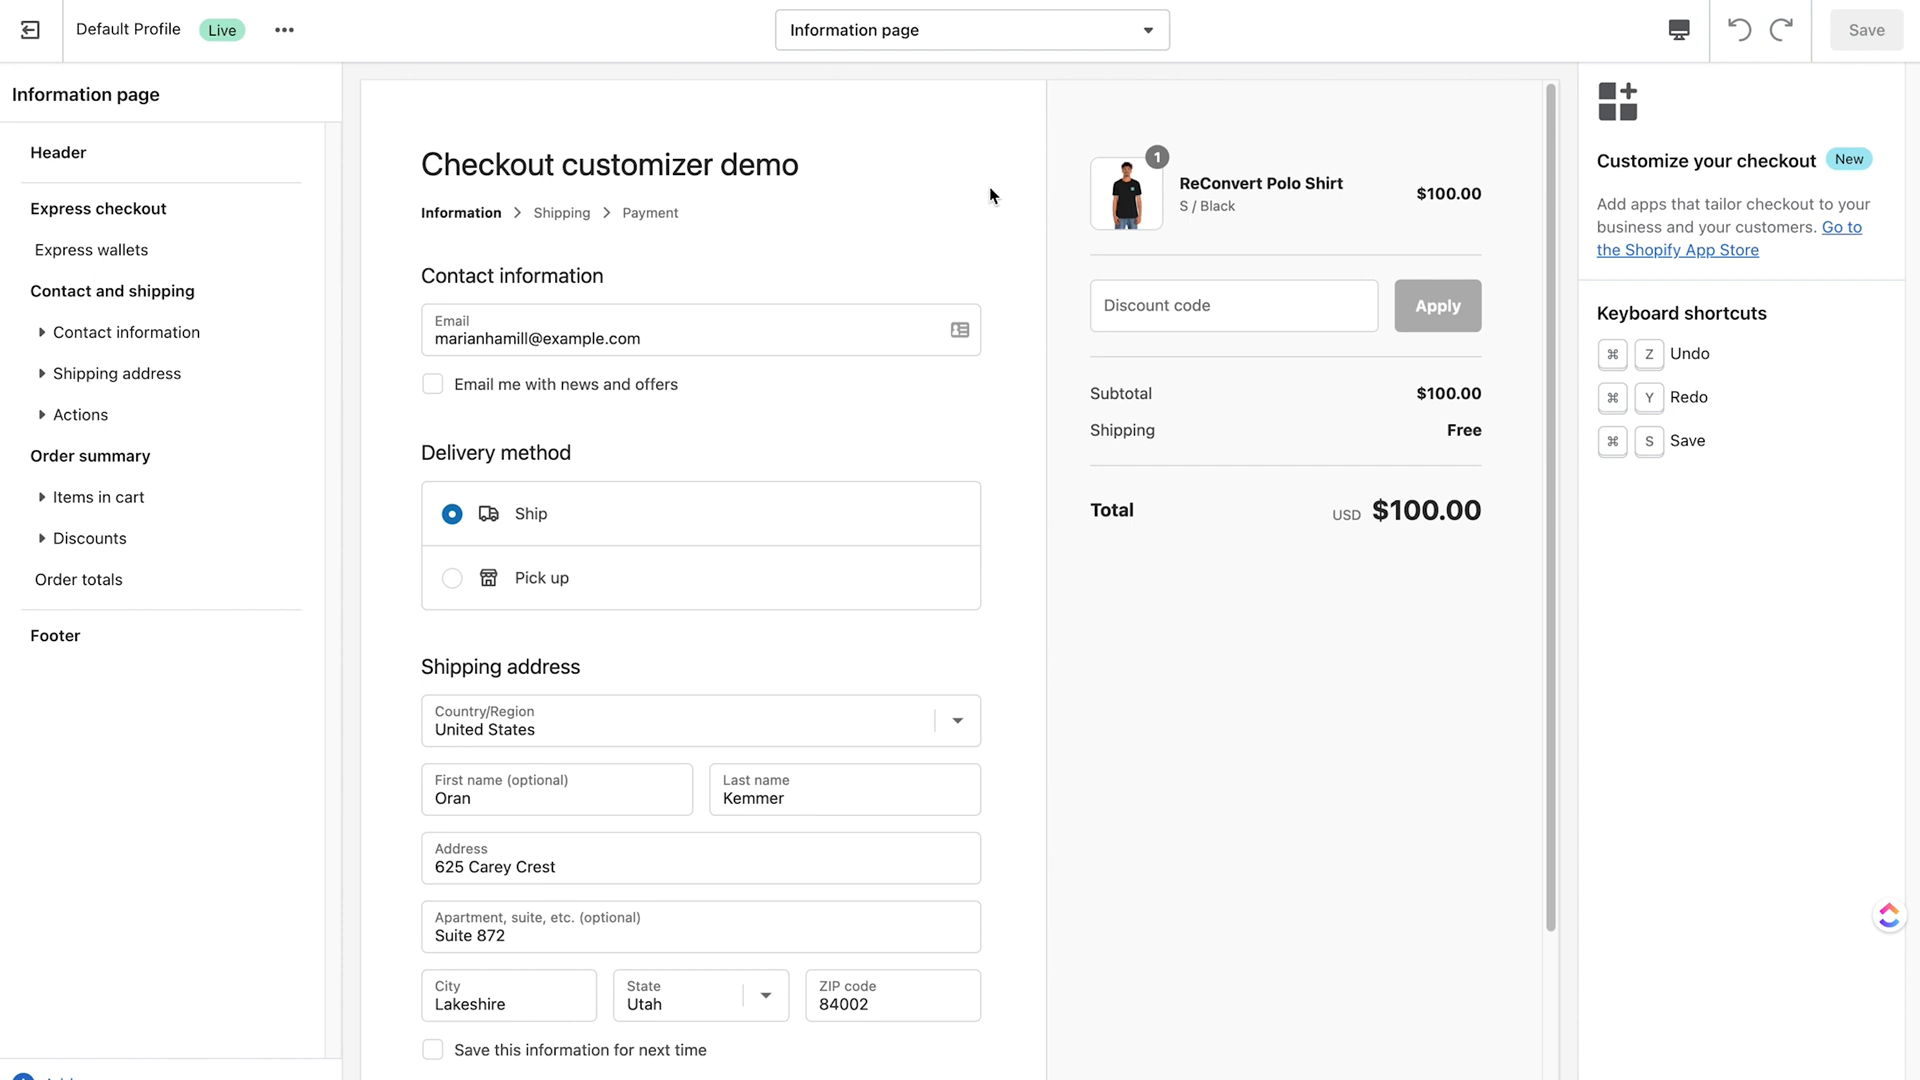 Default Profile
Live
Information page
Save
Information page
Header
Express checkout
Express wallets
Contact and shipping
Contact information
Shipping address
Actions
Order summary
Items in cart
Discounts
Order totals
Footer
Checkout customizer demo
Information > Shipping > Payment
Contact information
Email
marianhamill@example.com
Email me with news and offers
Delivery method
Ship
Pick up
Shipping address
Country/Region
United States
First name (optional)
Oran
Last name
Kemmer
Address
625 Carey Crest
Apartment, suite, etc. (optional)
Suite 872
City
Lakeshire
State
Utah
ZIP code
84002
Save this information for next time
1
ReConvert Polo Shirt
S / Black
$100.00
Discount code
Apply
Subtotal $100.00
Shipping Free
Total USD $100.00
Customize your checkout New
Add apps that tailor checkout to your
business and your customers. Go to
the Shopify App Store
Keyboard shortcuts
⌘ Z Undo
⌘ Y Redo
⌘ S Save